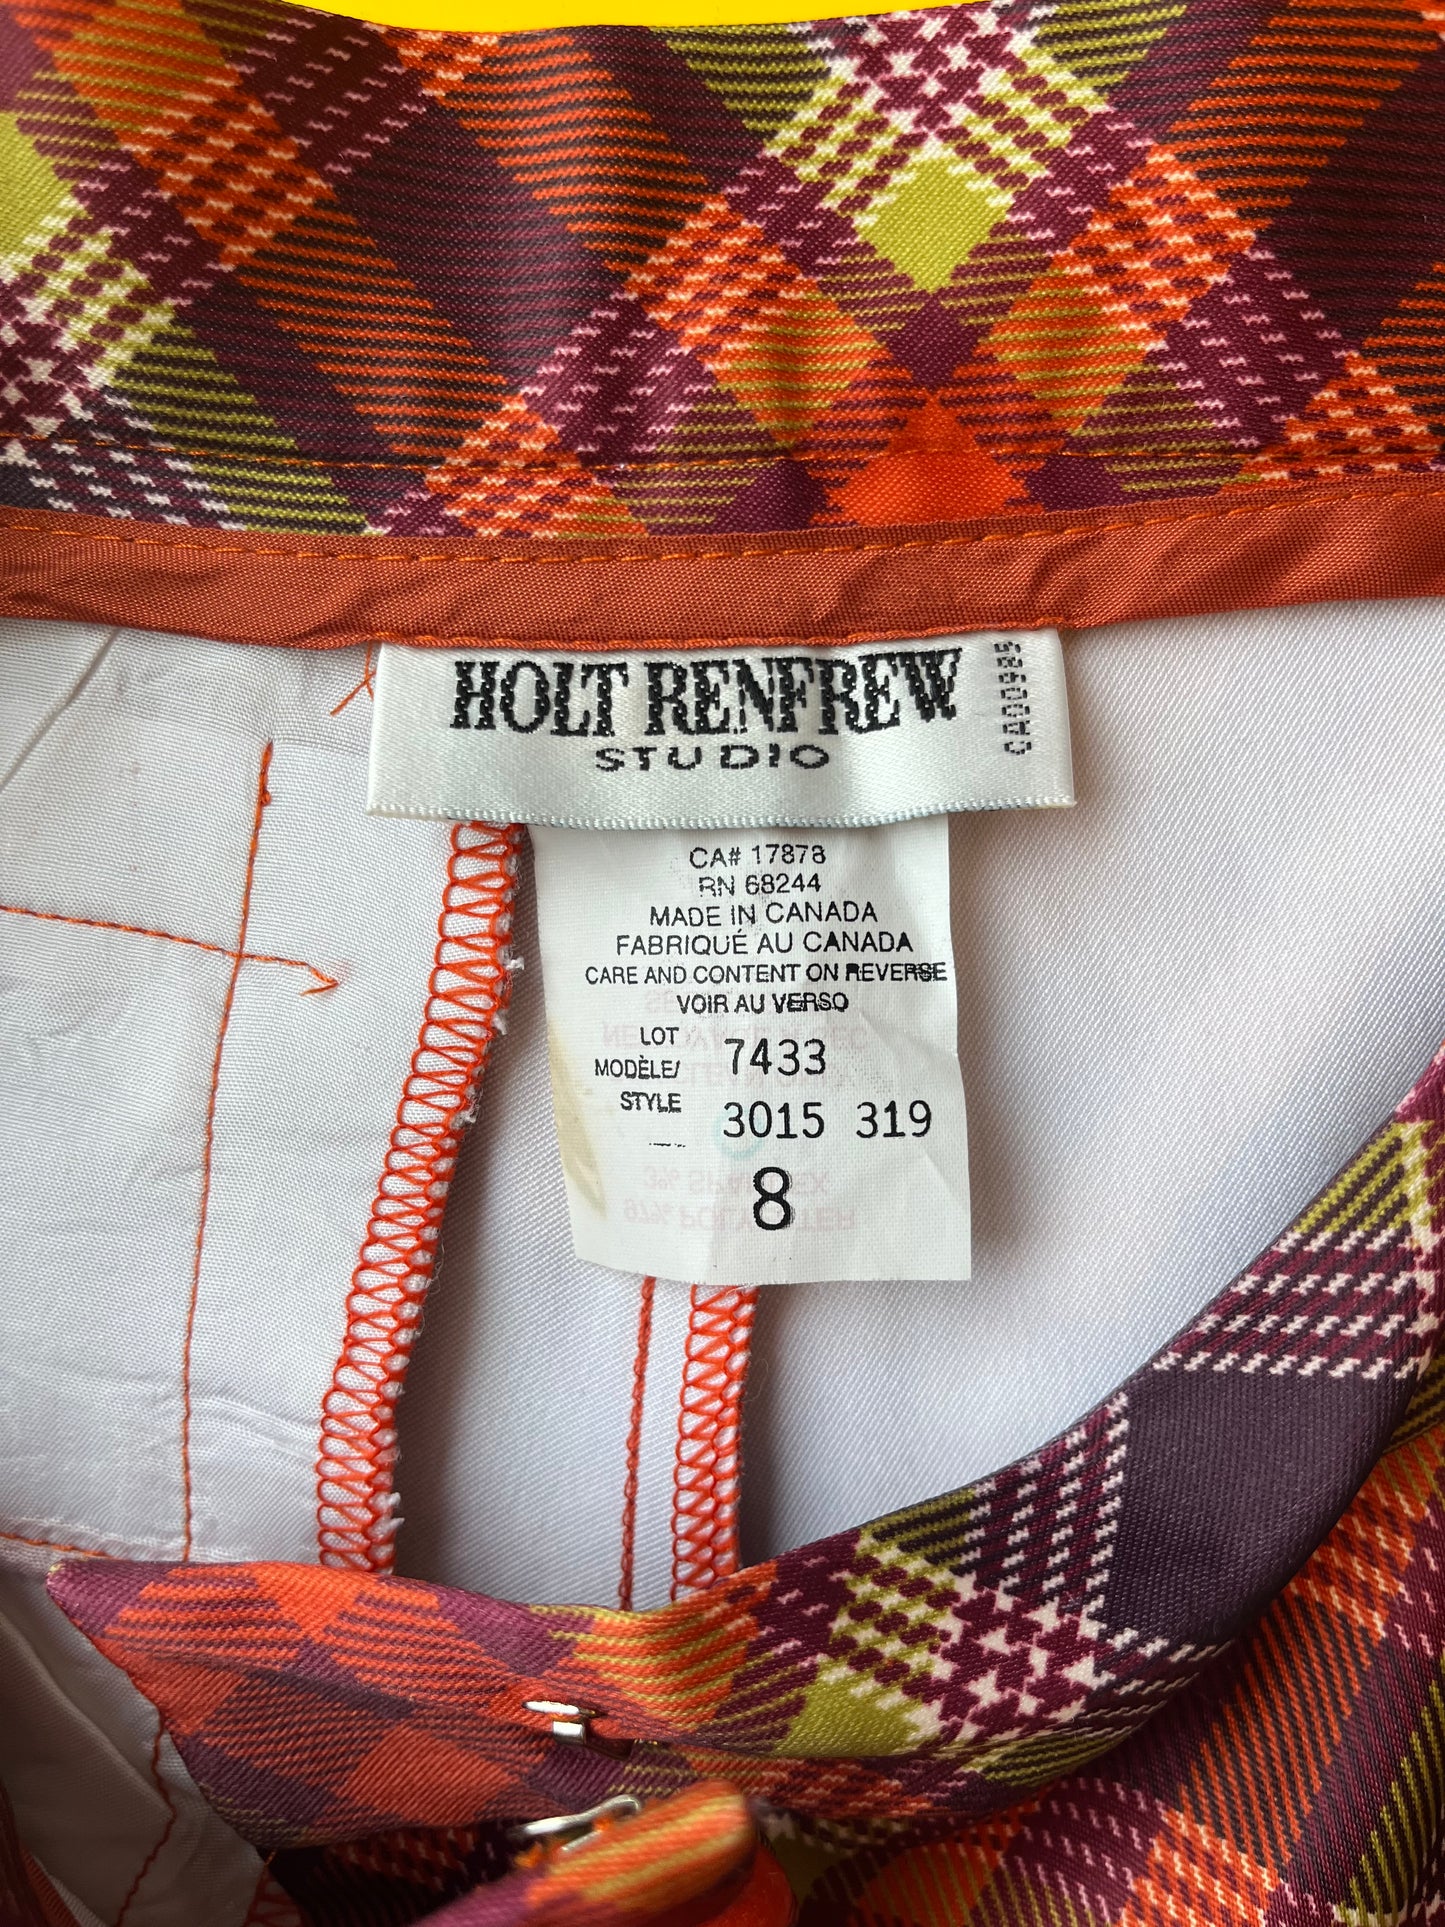 HOLT RENFREW
STUDIO
CA00985
CA# 17878
RN 68244
MADE IN CANADA
FABRIQUÉ AU CANADA
CARE AND CONTENT ON REVERSE
VOIR AU VERSO
LOT 7433
MODÈLE/
STYLE 3015 319
8